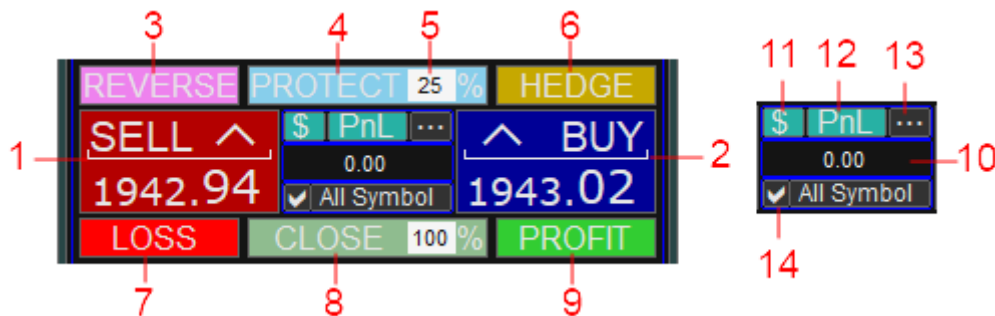 3 4 5 6
REVERSE PROTECT 25 % HEDGE
11 12 13
1 SELL ^ $ PnL ... ^ BUY 2
$ PnL ...
0.00
0.00 10
1942.94 All Symbol 1943.02
All Symbol
LOSS CLOSE 100 % PROFIT
14
7 8 9